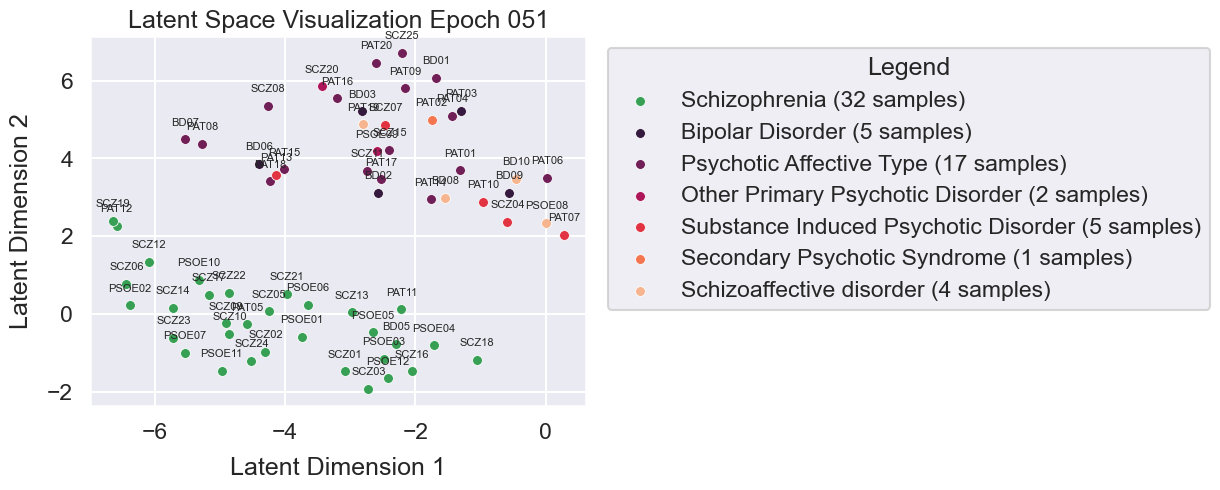 Latent Space Visualization Epoch 051
SCZ25
PAT20
BD01
PAT09
SCZ20
PAT16
SCZ08
BD03
PAT03
PAT04
PAT02
SCZ07
BD07
PAT08
SCZ15
BD06
PAT15
PAT13
PAT18
PAT17
PAT01
BD02
BD08
BD10
PAT06
BD09
PAT10
SCZ04
PSOE08
PAT07
SCZ19
PAT12
SCZ12
SCZ06
PSOE10
SCZ22
SCZ21
PSOE02
SCZ14
SCZ05
PSOE06
SCZ13
PAT11
SCZ09
PAT05
SCZ10
SCZ23
PSOE01
PSOE05
BD05
PSOE04
PSOE07
SCZ02
SCZ24
PSOE03
SCZ18
PSOE11
SCZ01
SCZ16
PSOE12
SCZ03
6
4
2
0
−2
−6
−4
−2
0
Latent Dimension 1
Latent Dimension 2
Legend
Schizophrenia (32 samples)
Bipolar Disorder (5 samples)
Psychotic Affective Type (17 samples)
Other Primary Psychotic Disorder (2 samples)
Substance Induced Psychotic Disorder (5 samples)
Secondary Psychotic Syndrome (1 samples)
Schizoaffective disorder (4 samples)